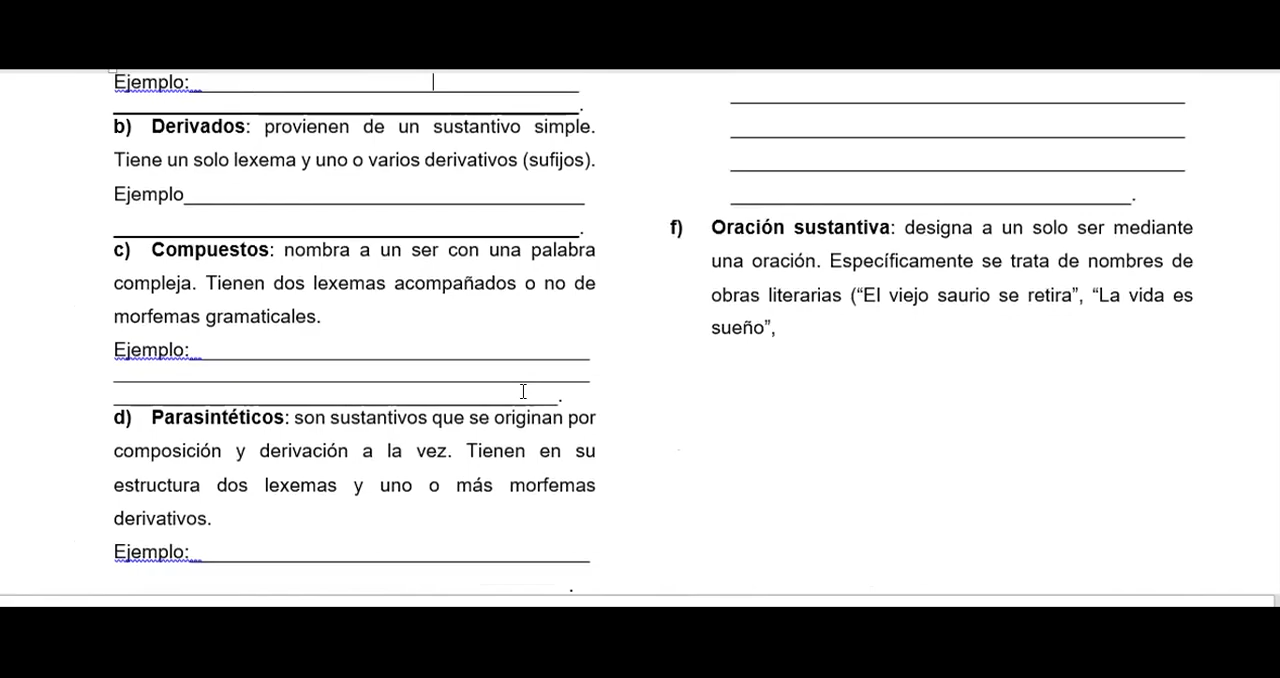 Ejemplo:
.
b) Derivados: provienen de un sustantivo simple.
Tiene un solo lexema y uno o varios derivativos (sufijos).
Ejemplo
.
c) Compuestos: nombra a un ser con una palabra
compleja. Tienen dos lexemas acompañados o no de
morfemas gramaticales.
Ejemplo:
.
d) Parasintéticos: son sustantivos que se originan por
composición y derivación a la vez. Tienen en su
estructura dos lexemas y uno o más morfemas
derivativos.
Ejemplo:
.
.
f) Oración sustantiva: designa a un solo ser mediante
una oración. Específicamente se trata de nombres de
obras literarias (“El viejo saurio se retira”, “La vida es
sueño”,